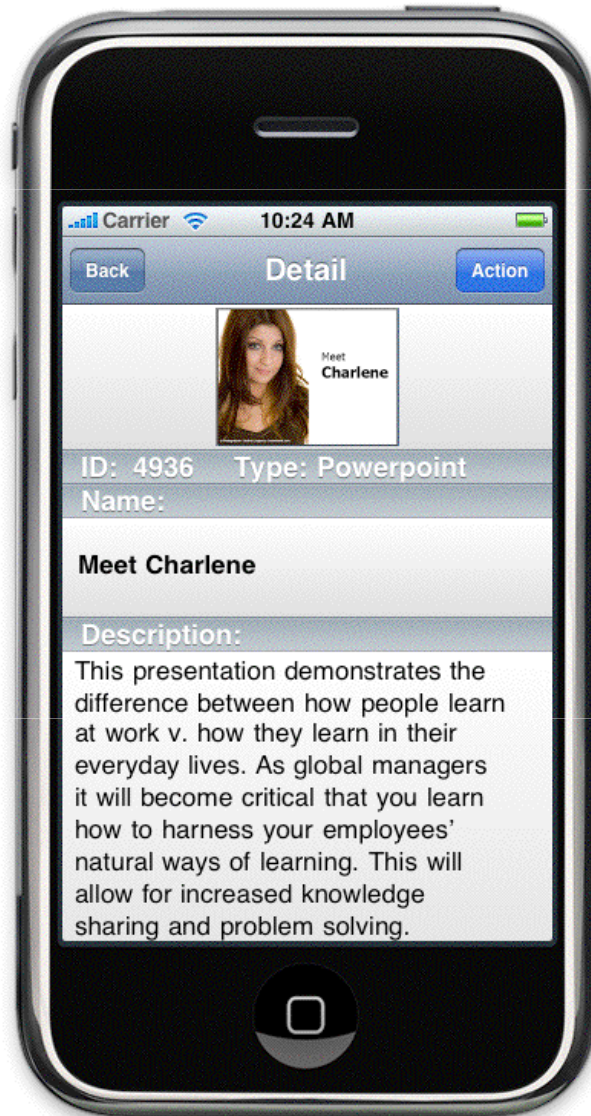 Carrier 10:24 AM
Back Detail Action
Meet
Charlene
ID: 4936 Type: Powerpoint
Name:
Meet Charlene
Description:
This presentation demonstrates the
difference between how people learn
at work v. how they learn in their
everyday lives. As global managers
it will become critical that you learn
how to harness your employees’
natural ways of learning. This will
allow for increased knowledge
sharing and problem solving.